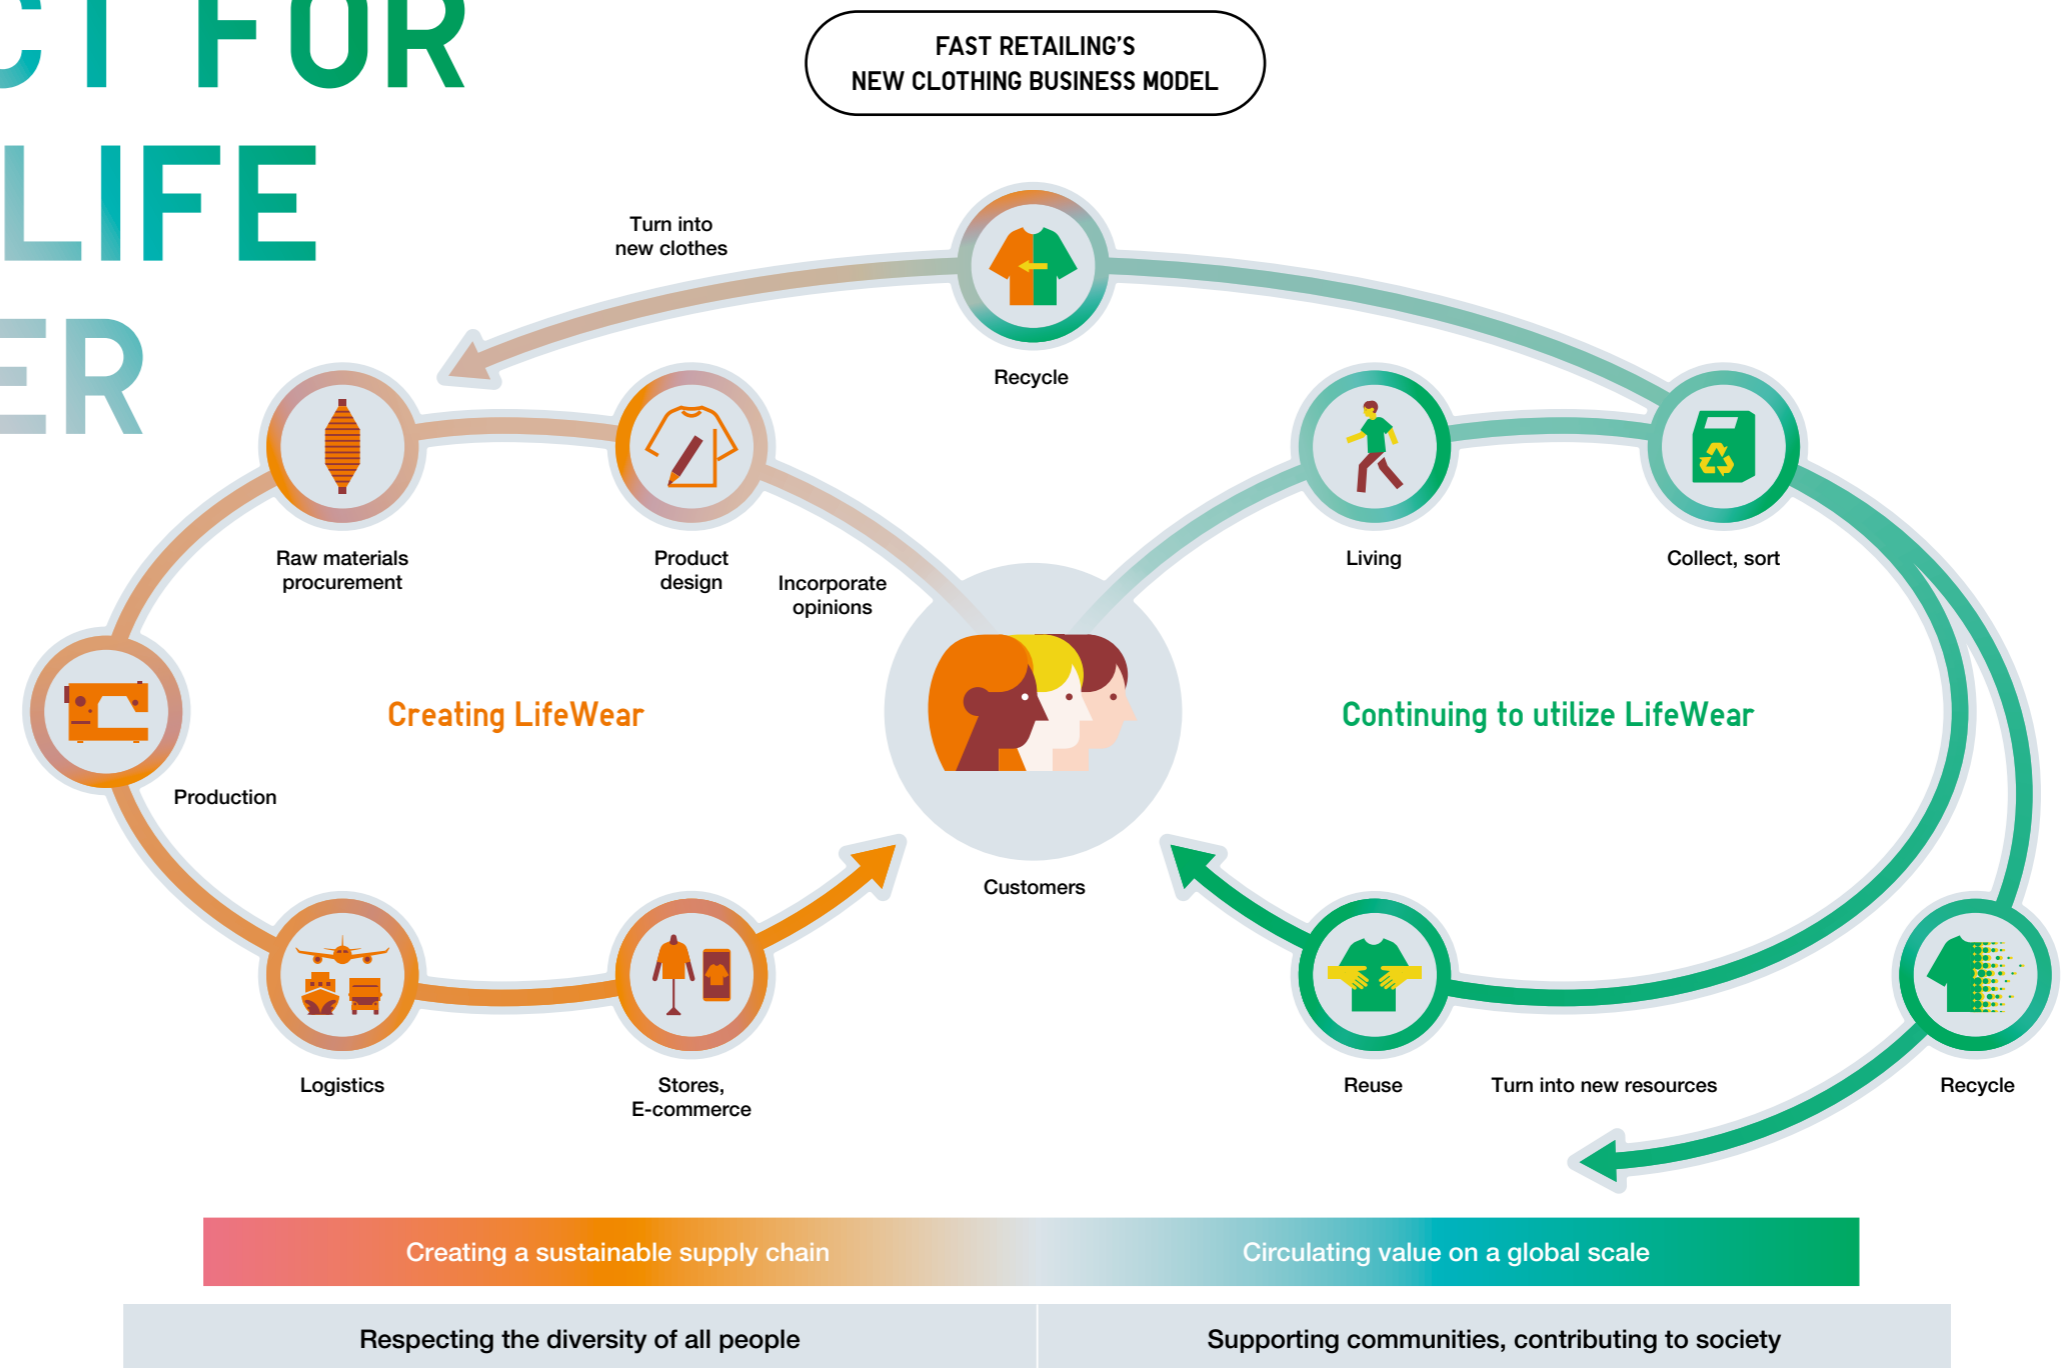 CT FOR
LIFE
ER
FAST RETAILING'S
NEW CLOTHING BUSINESS MODEL
Turn into
new clothes
Recycle
Raw materials
procurement
Product
design
Incorporate
opinions
Living
Collect, sort
Creating LifeWear
Continuing to utilize LifeWear
Production
Customers
Logistics
Stores,
E-commerce
Reuse
Turn into new resources
Recycle
Creating a sustainable supply chain
Circulating value on a global scale
Respecting the diversity of all people
Supporting communities, contributing to society